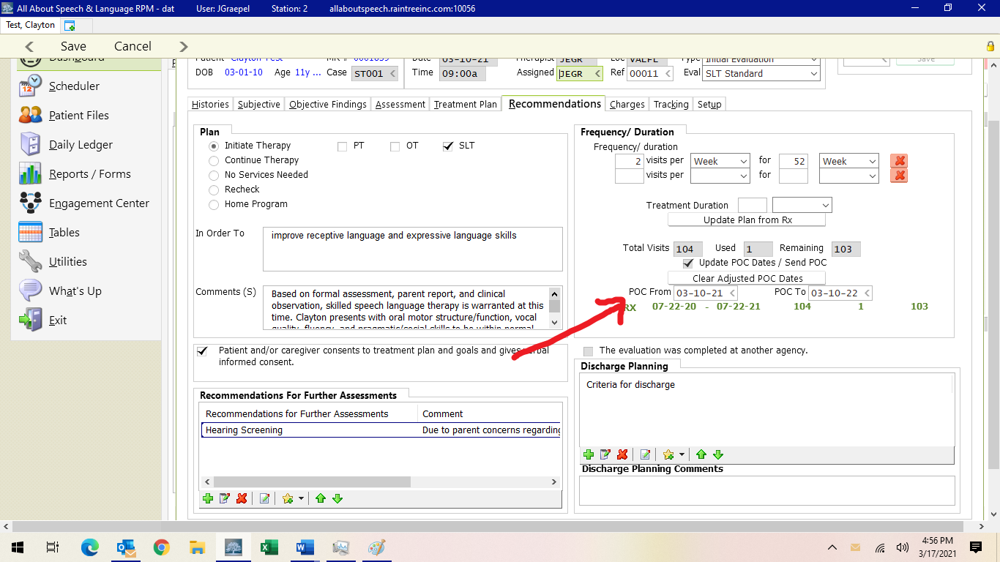 All About Speech & Language RPM - dat User: JGraepel Station: 2 allaboutspeech.raintreeinc.com:10056
Test, Clayton
Save Cancel
Dashboard
Scheduler
Patient Files
Daily Ledger
Reports / Forms
Engagement Center
Tables
Utilities
What's Up
Exit
Patient Clayton Test MR # 0001839 Date 03-10-21 Therapist JEGR Loc VALFL Type Initial Evaluation
Save
DOB 03-01-10 Age 11y ... Case ST001 Time 09:00a Assigned JEGR Ref 00011 Eval SLT Standard
Histories Subjective Objective Findings Assessment Treatment Plan Recommendations Charges Tracking Setup
Plan
Initiate Therapy PT OT SLT
Continue Therapy
No Services Needed
Recheck
Home Program
In Order To improve receptive language and expressive language skills
Comments (S) Based on formal assessment, parent report, and clinical
observation, skilled speech language therapy is warranted at this
time. Clayton presents with oral motor structure/function, vocal
quality, fluency, and pragmatic/social skills to be within normal
Patient and/or caregiver consents to treatment plan and goals and gives verbal
informed consent.
Recommendations For Further Assessments
Recommendations for Further Assessments Comment
Hearing Screening Due to parent concerns regarding
Frequency/ Duration
Frequency/ duration
2 visits per Week for 52 Week
visits per for
Treatment Duration
Update Plan from Rx
Total Visits 104 Used 1 Remaining 103
Update POC Dates / Send POC
Clear Adjusted POC Dates
POC From 03-10-21 POC To 03-10-22
RX 07-22-20 - 07-22-21 104 1 103
The evaluation was completed at another agency.
Discharge Planning
Criteria for discharge
Discharge Planning Comments
4:56 PM
3/17/2021